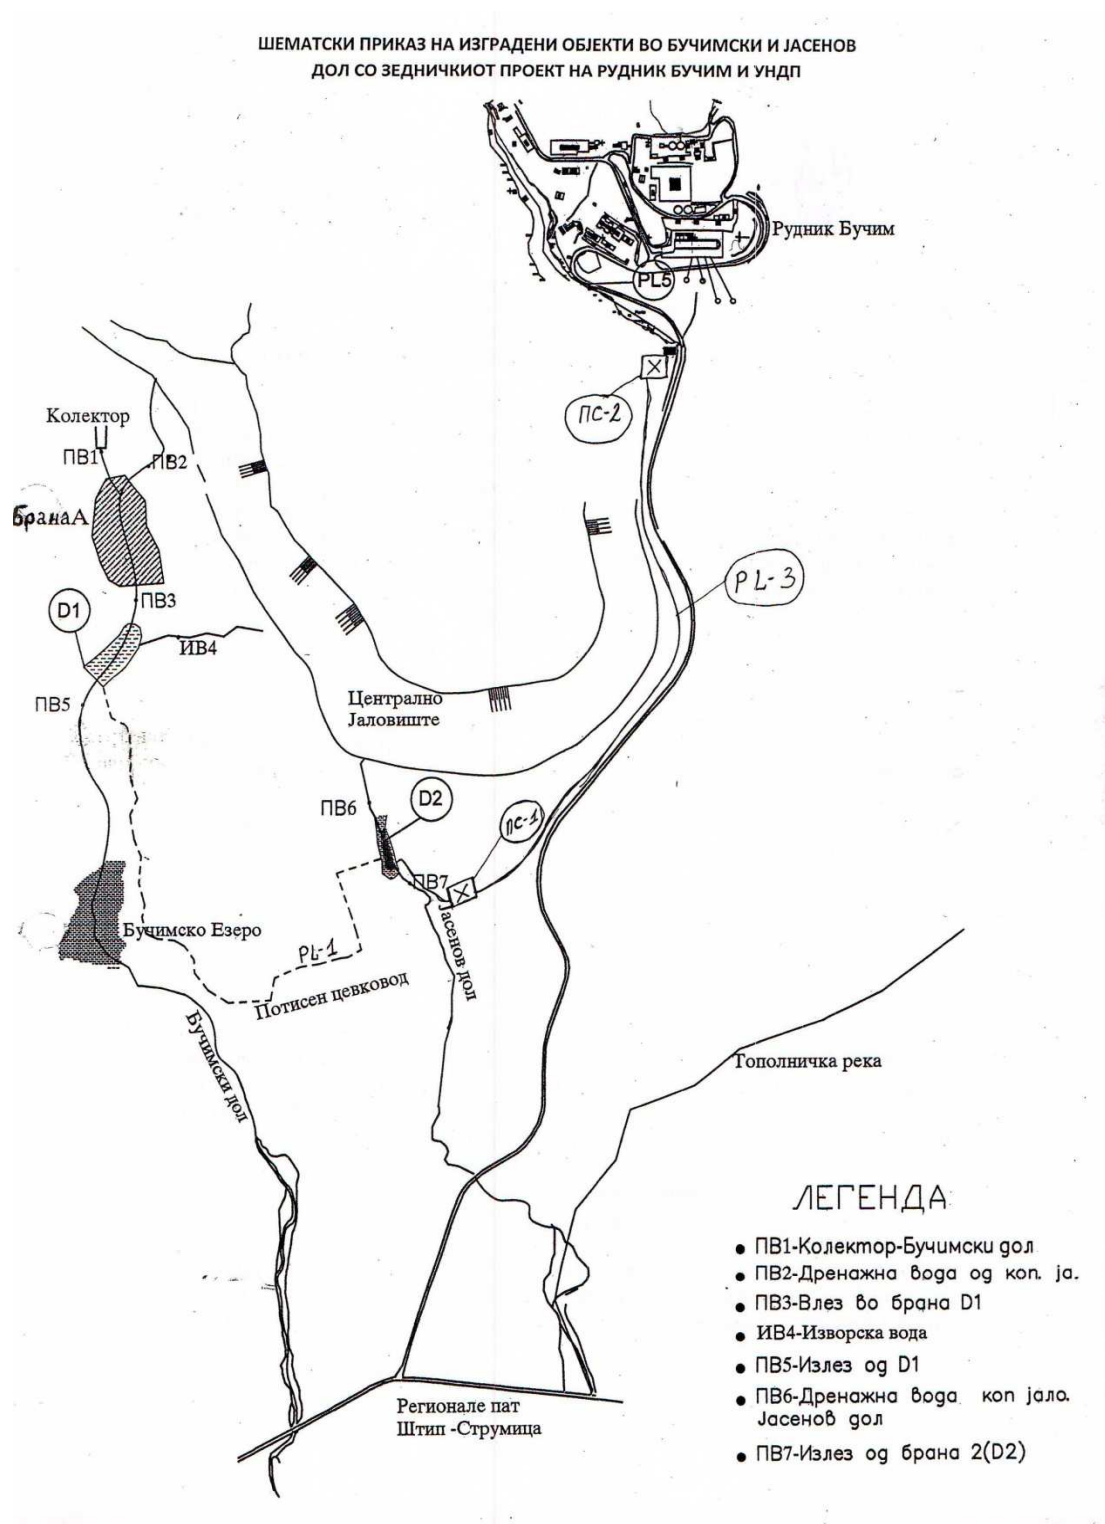 ШЕМАТСКИ ПРИКАЗ НА ИЗГРАДЕНИ ОБЈЕКТИ ВО БУЧИМСКИ И ЈАСЕНОВ
ДОЛ СО ЗЕДНИЧКИОТ ПРОЕКТ НА РУДНИК БУЧИМ И УНДП
Рудник Бучим
PL5
ПС-2
Колектор
ПВ1
ПВ2
бранаА
PL-3
D1
ПВ3
ИВ4
ПВ5
Централно
Јаловиште
D2
ПВ6
ПС-1
ПВ7
Бучимско Езеро
PL-1
Јасенов дол
Потисен цевковод
Бучимски дол
Тополничка река
ЛЕГЕНДА
• ПВ1-Колектор-Бучимски дол
• ПВ2-Дренажна вода од коп. ја.
• ПВ3-Влез во брана D1
• ИВ4-Изворска вода
• ПВ5-Излез од D1
• ПВ6-Дренажна вода коп јало.
Јасенов дол
• ПВ7-Излез од брана 2(D2)
Регионале пат
Штип -Струмица